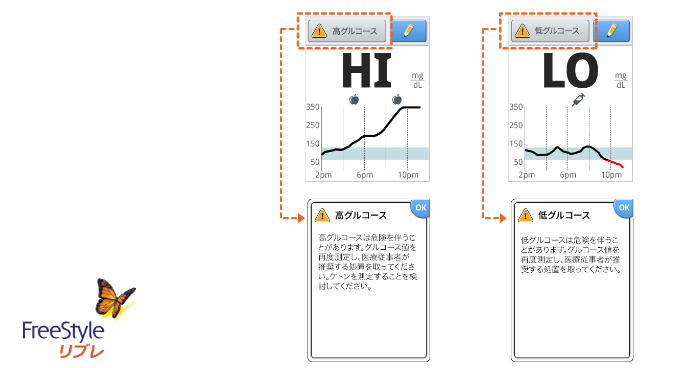 高グルコース
HI
mg
dL
350
250
150
50
2pm 6pm 10pm
高グルコース
OK
高グルコースは危険を伴うこ
とがあります。グルコース値を
再度測定し、医療従事者が
推奨する処置を取ってくださ
い。ケトンを測定することを検
討してください。
低グルコース
LO
mg
dL
350
250
150
50
2pm 6pm 10pm
低グルコース
OK
低グルコースは危険を伴うこ
とがあります。グルコース値を
再度測定し、医療従事者が推
奨する処置を取ってください。
FreeStyle
リブレ